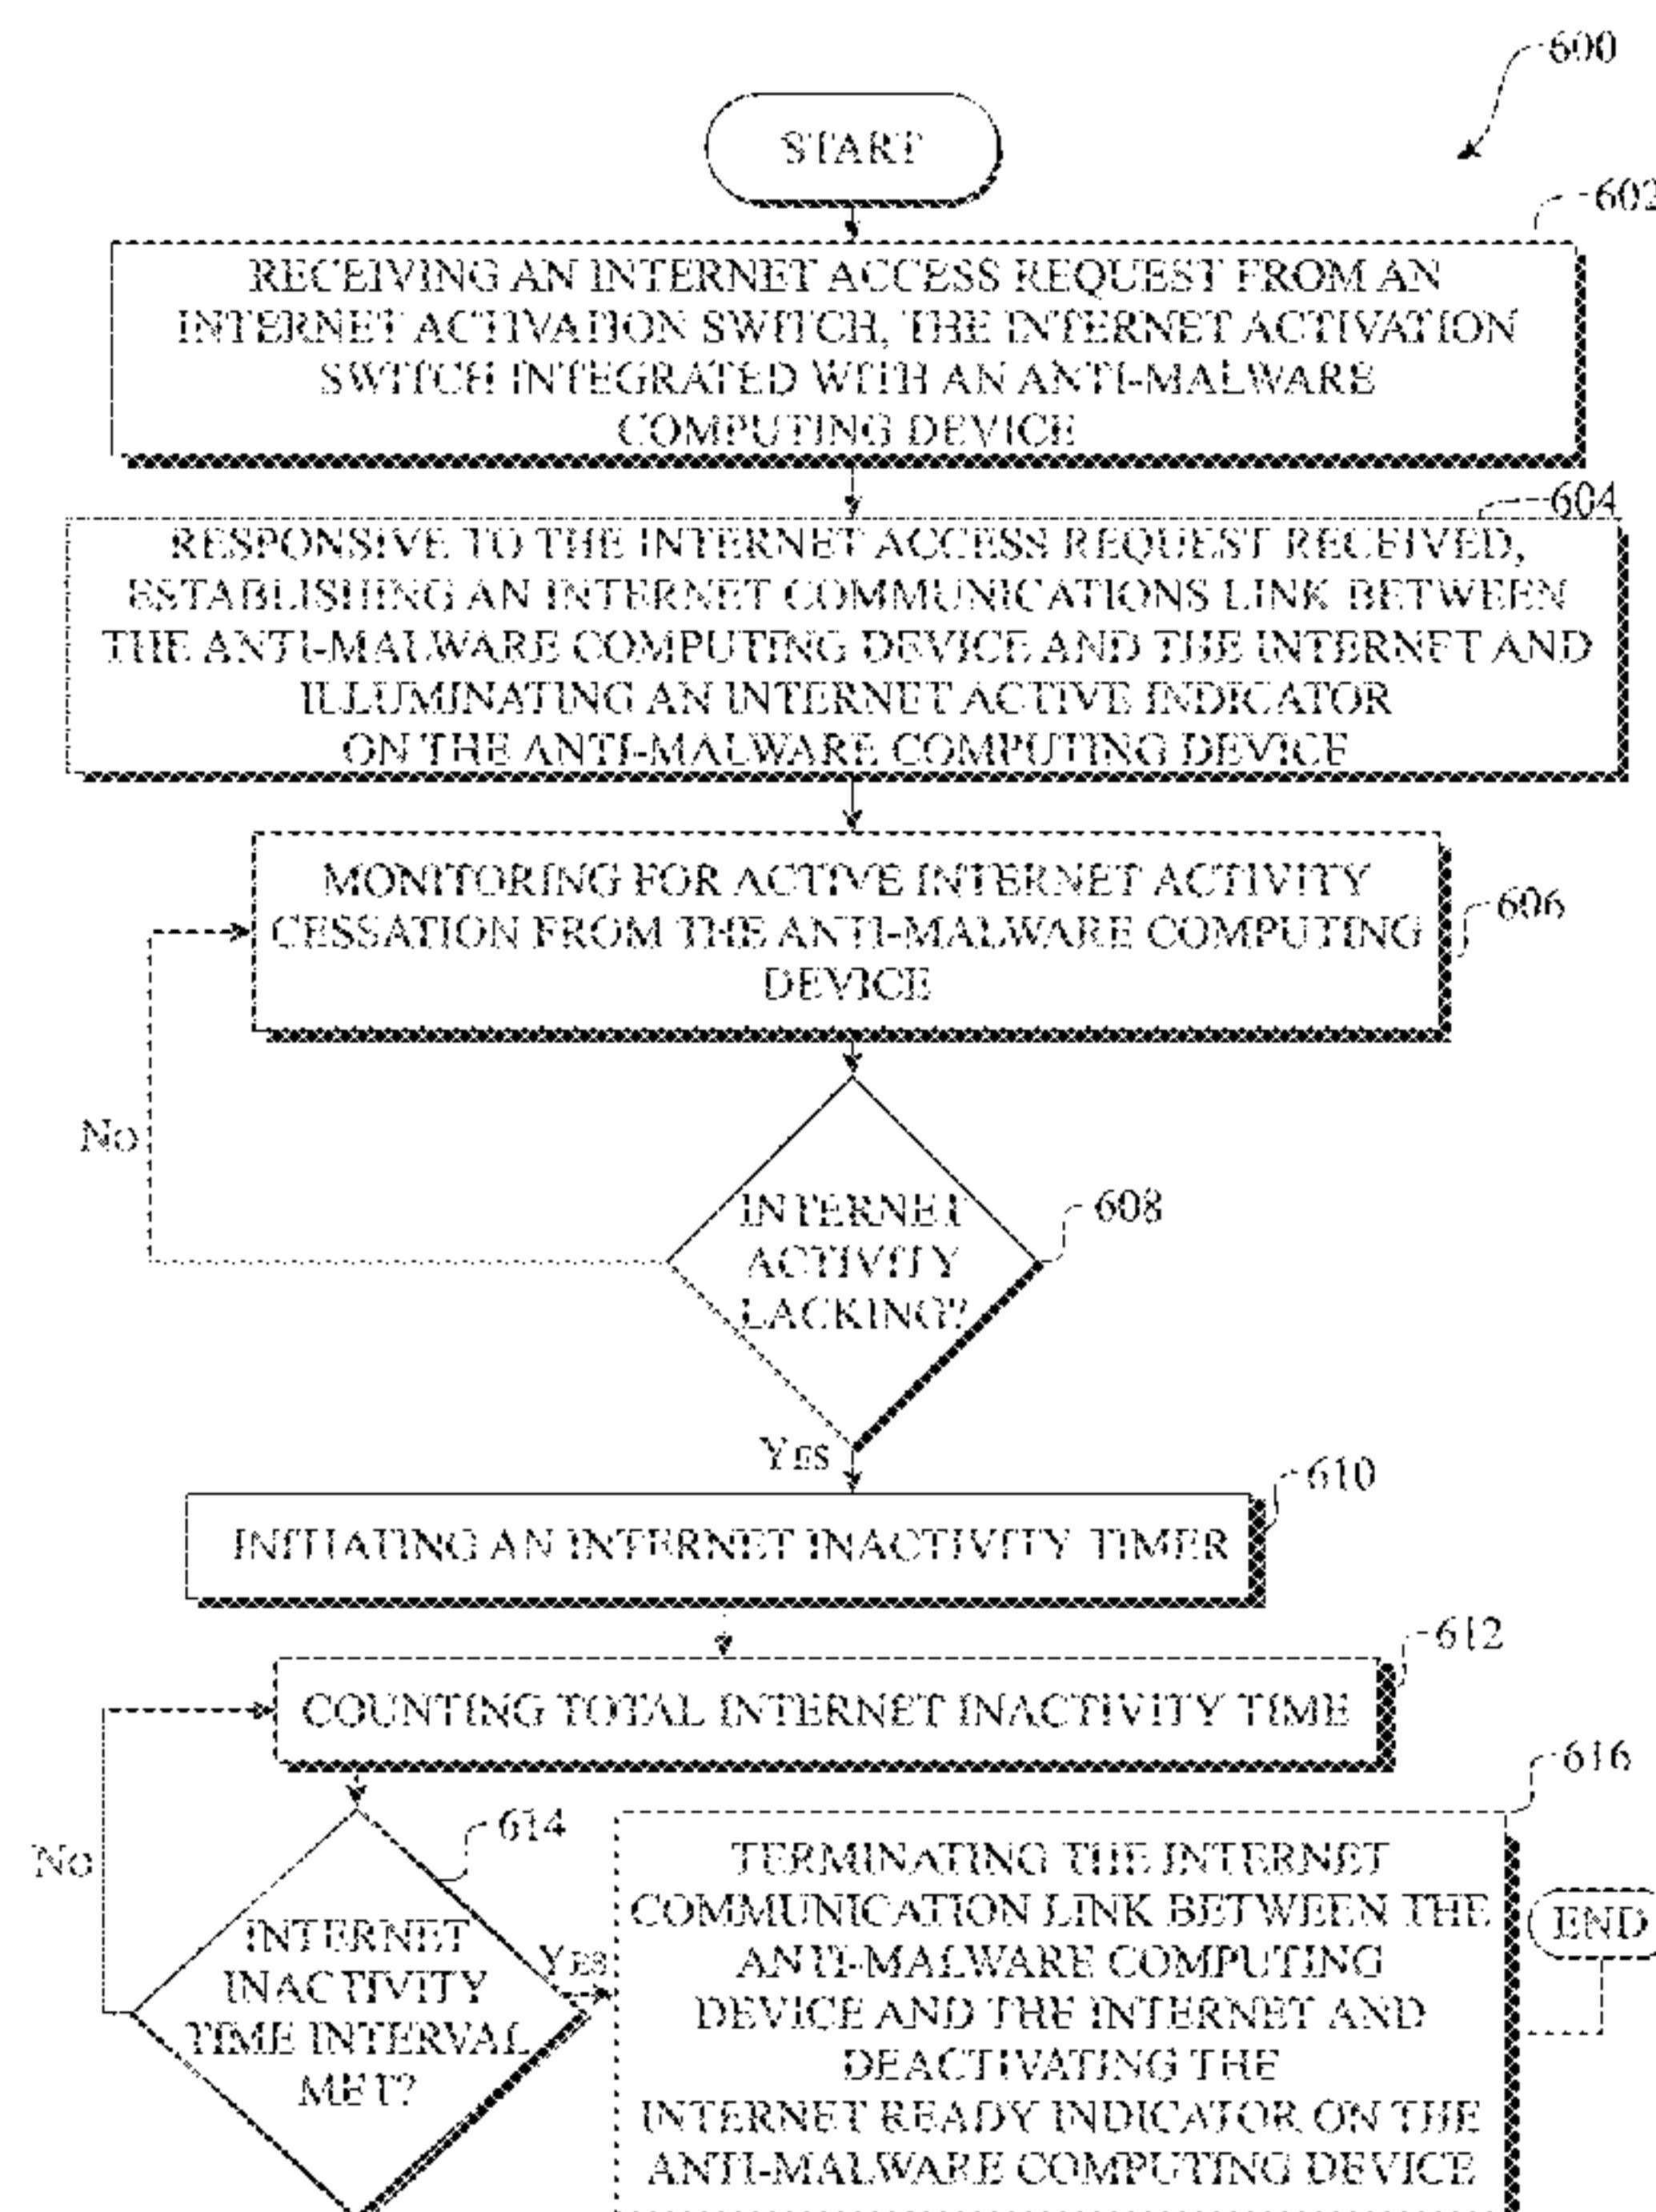 600
START
602
RECEIVING AN INTERNET ACCESS REQUEST FROM AN
INTERNET ACTIVATION SWITCH, THE INTERNET ACTIVATION
SWITCH INTEGRATED WITH AN ANTI-MALWARE
COMPUTING DEVICE
604
RESPONSIVE TO THE INTERNET ACCESS REQUEST RECEIVED,
ESTABLISHING AN INTERNET COMMUNICATIONS LINK BETWEEN
THE ANTI-MALWARE COMPUTING DEVICE AND THE INTERNET AND
ILLUMINATING AN INTERNET ACTIVE INDICATOR
ON THE ANTI-MALWARE COMPUTING DEVICE
MONITORING FOR ACTIVE INTERNET ACTIVITY
CESSATION FROM THE ANTI-MALWARE COMPUTING
DEVICE
606
No
INTERNET
ACTIVITY
LACKING?
608
YES
610
INITIATING AN INTERNET INACTIVITY TIMER
612
COUNTING TOTAL INTERNET INACTIVITY TIME
614
No
INTERNET
INACTIVITY
TIME INTERVAL
MET?
YES
616
TERMINATING THE INTERNET
COMMUNICATION LINK BETWEEN THE
ANTI-MALWARE COMPUTING
DEVICE AND THE INTERNET AND
DEACTIVATING THE
INTERNET READY INDICATOR ON THE
ANTI-MALWARE COMPUTING DEVICE
END